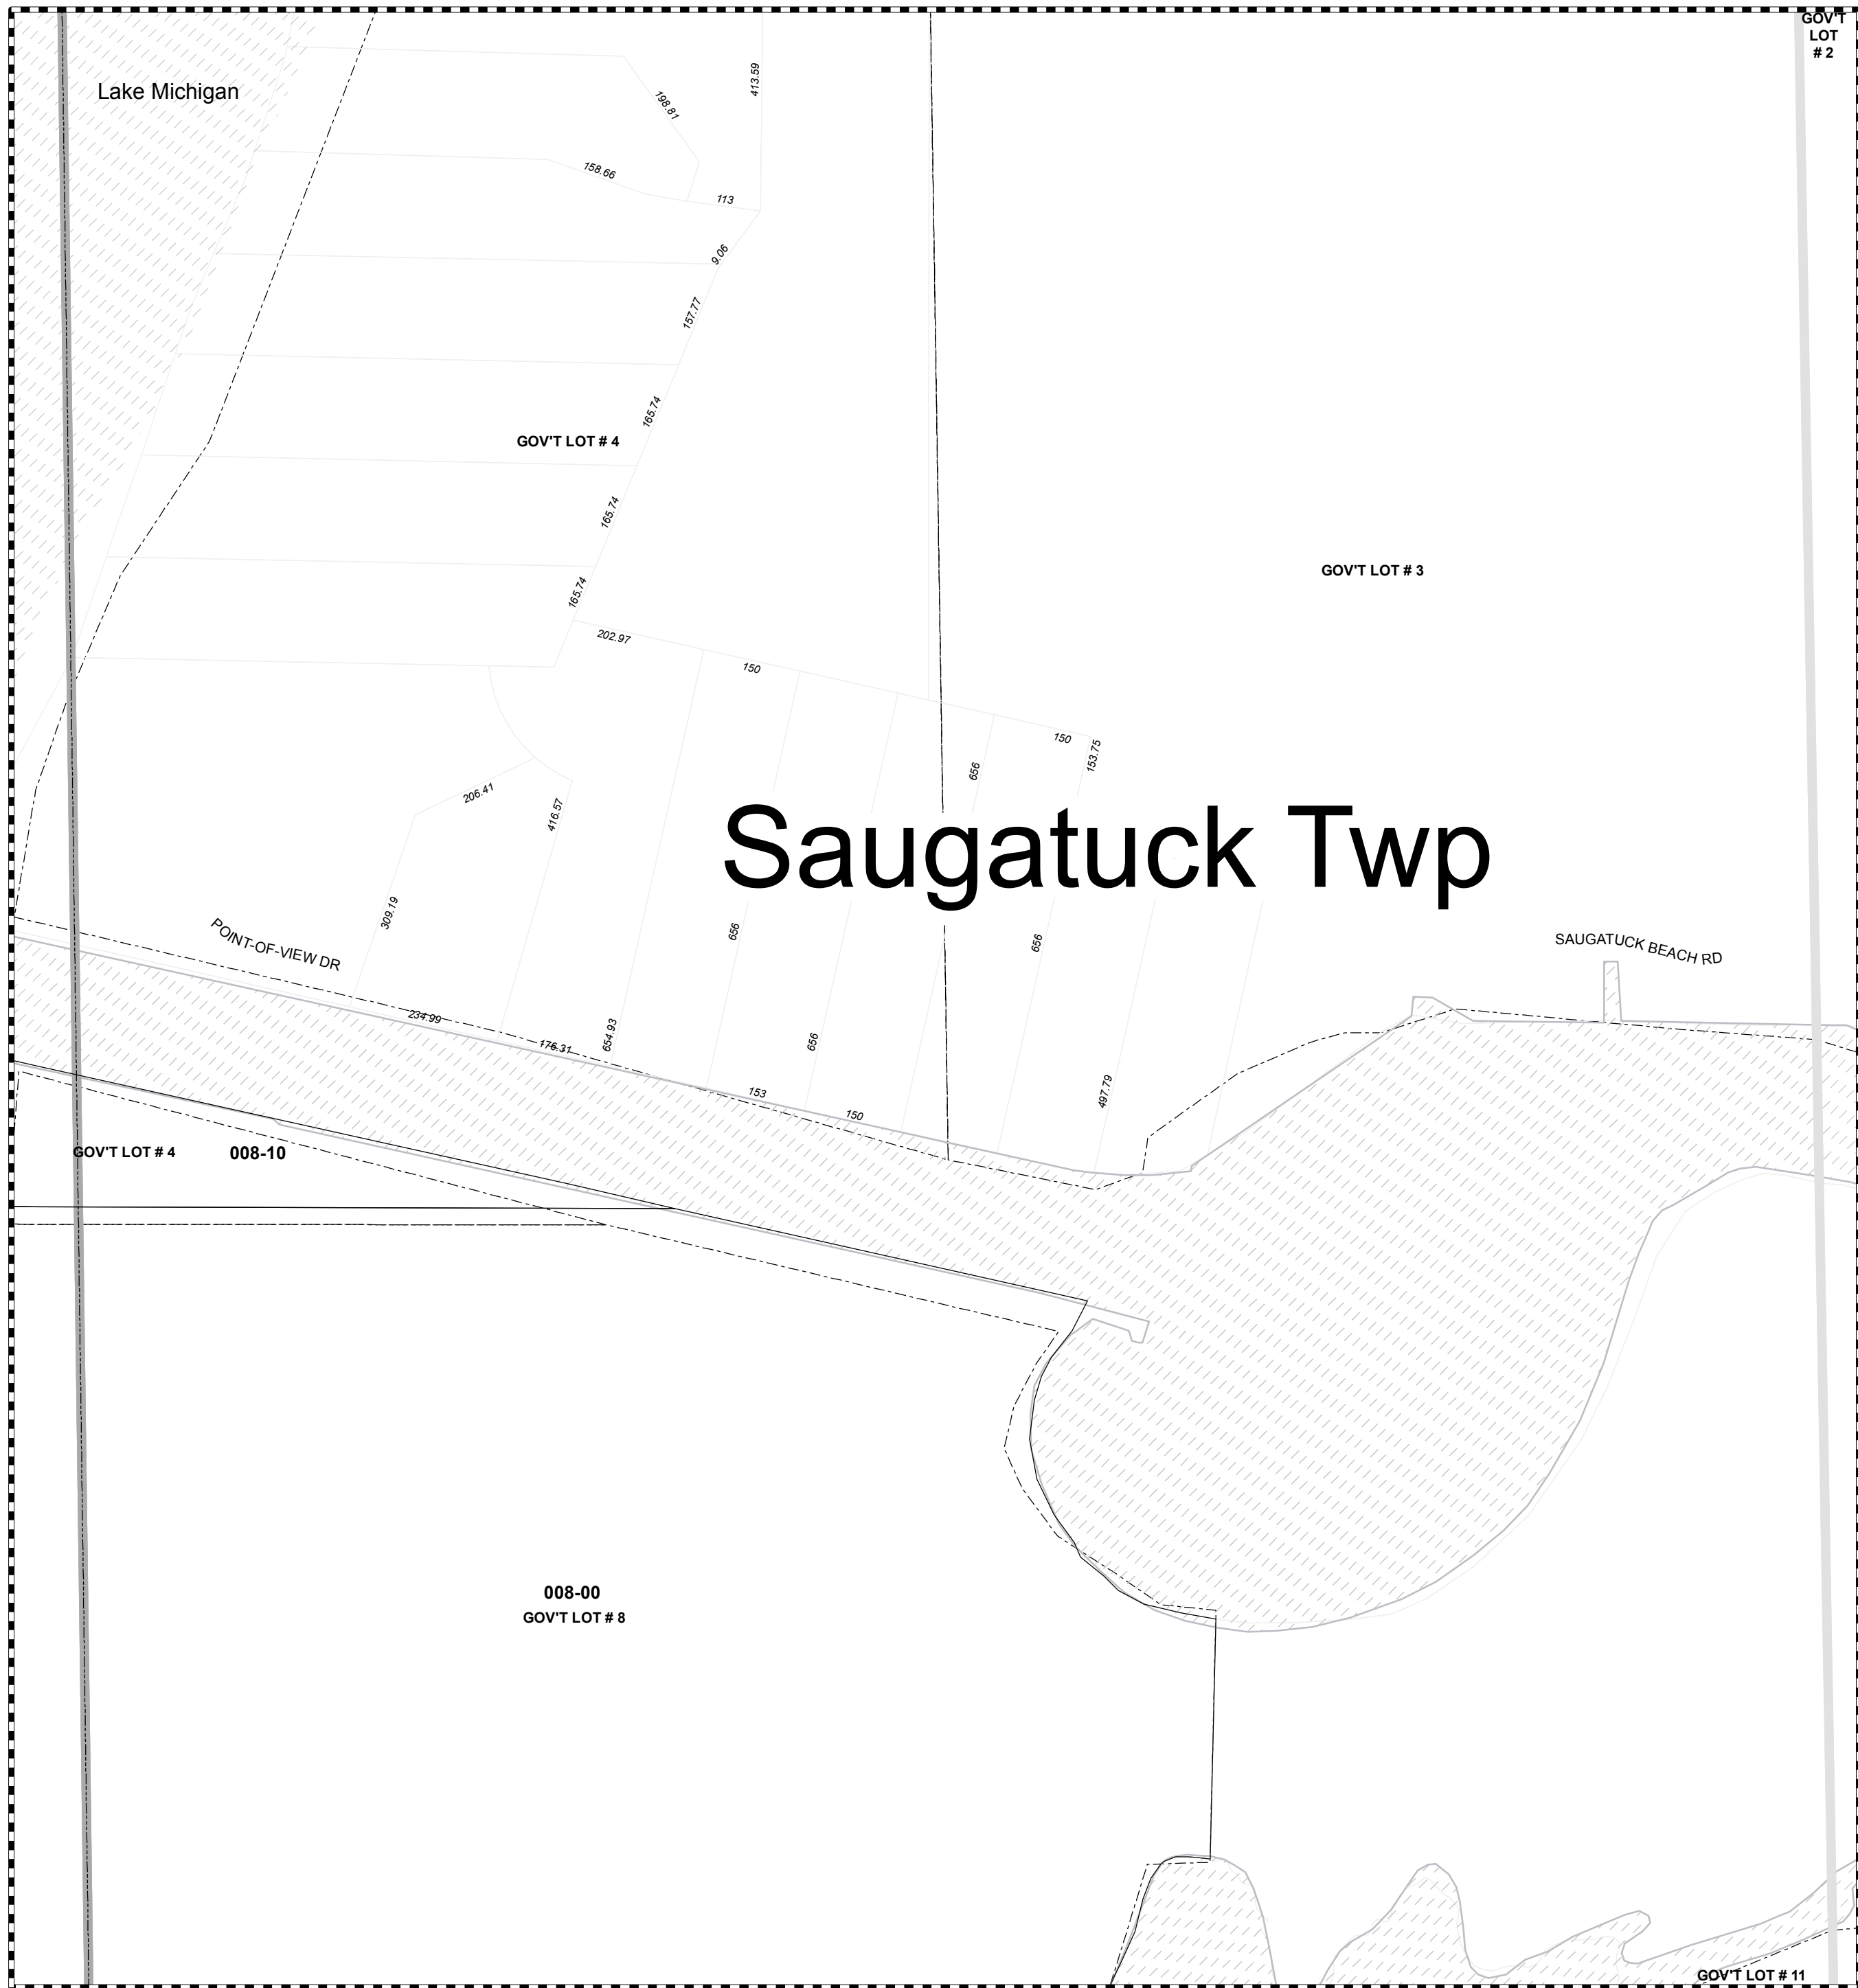 GOV'T
LOT
# 2
Lake Michigan
413.59
198.81
158.66
113
9.06
157.77
165.74
GOV'T LOT # 4
165.74
GOV'T LOT # 3
165.74
202.97
150
150
153.75
656
206.41
416.57
Saugatuck Twp
309.19
656
656
POINT-OF-VIEW DR
SAUGATUCK BEACH RD
234.99
176.31
654.93
656
153
150
497.79
GOV'T LOT # 4
008-10
008-00
GOV'T LOT # 8
GOV'T LOT # 11